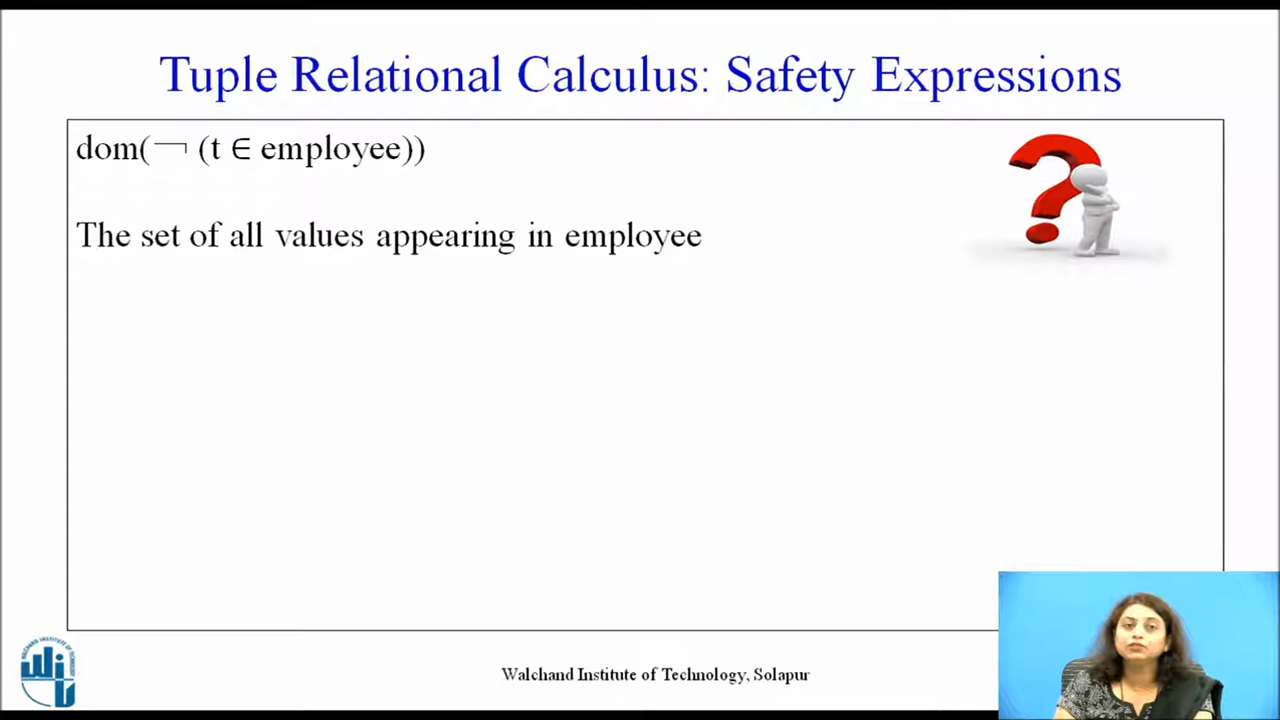 Tuple Relational Calculus: Safety Expressions
dom(¬ (t ∈ employee))
The set of all values appearing in employee
Walchand Institute of Technology, Solapur